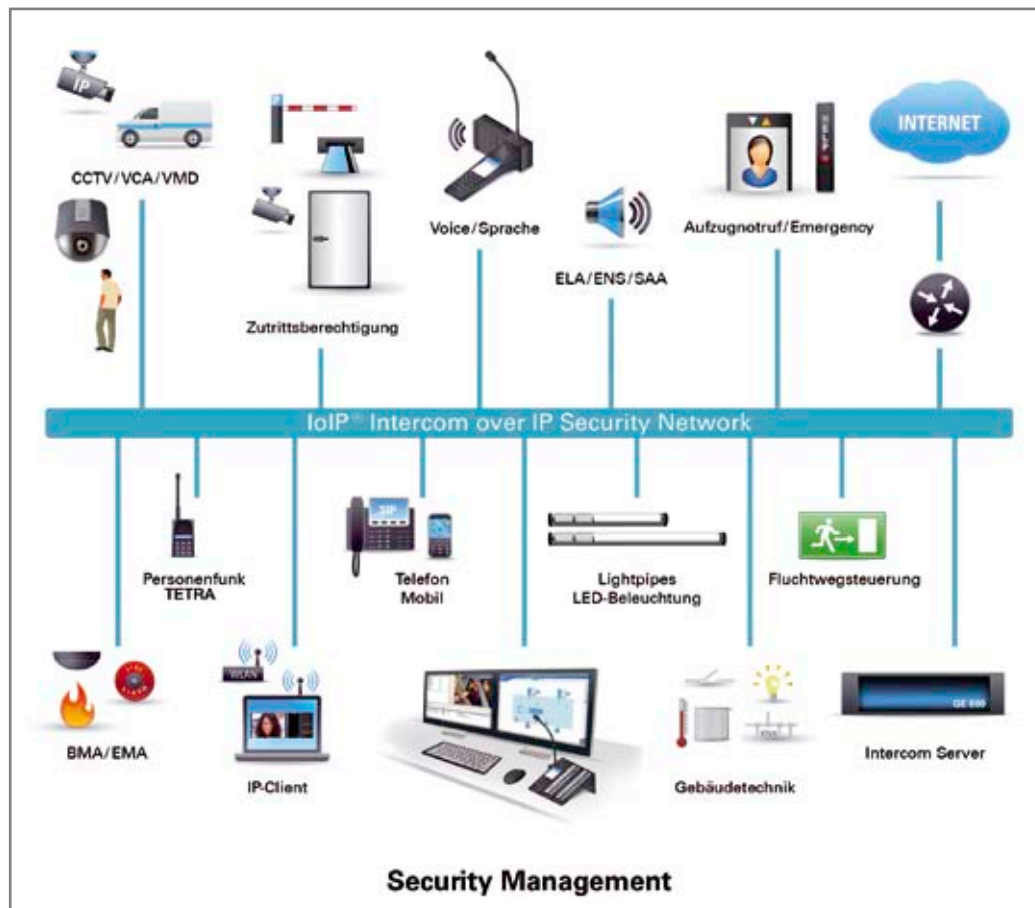 IP
CCTV/VCA/VMD
Zutrittsberechtigung
Voice/Sprache
ELA/ENS/SAA
Aufzugnotruf/Emergency
INTERNET
IoIP® Intercom over IP Security Network
Personenfunk
TETRA
SIP
Telefon
Mobil
Lightpipes
LED-Beleuchtung
Fluchtwegsteuerung
BMA/EMA
WLAN
IP-Client
Gebäudetechnik
GE 800
Intercom Server
Security Management